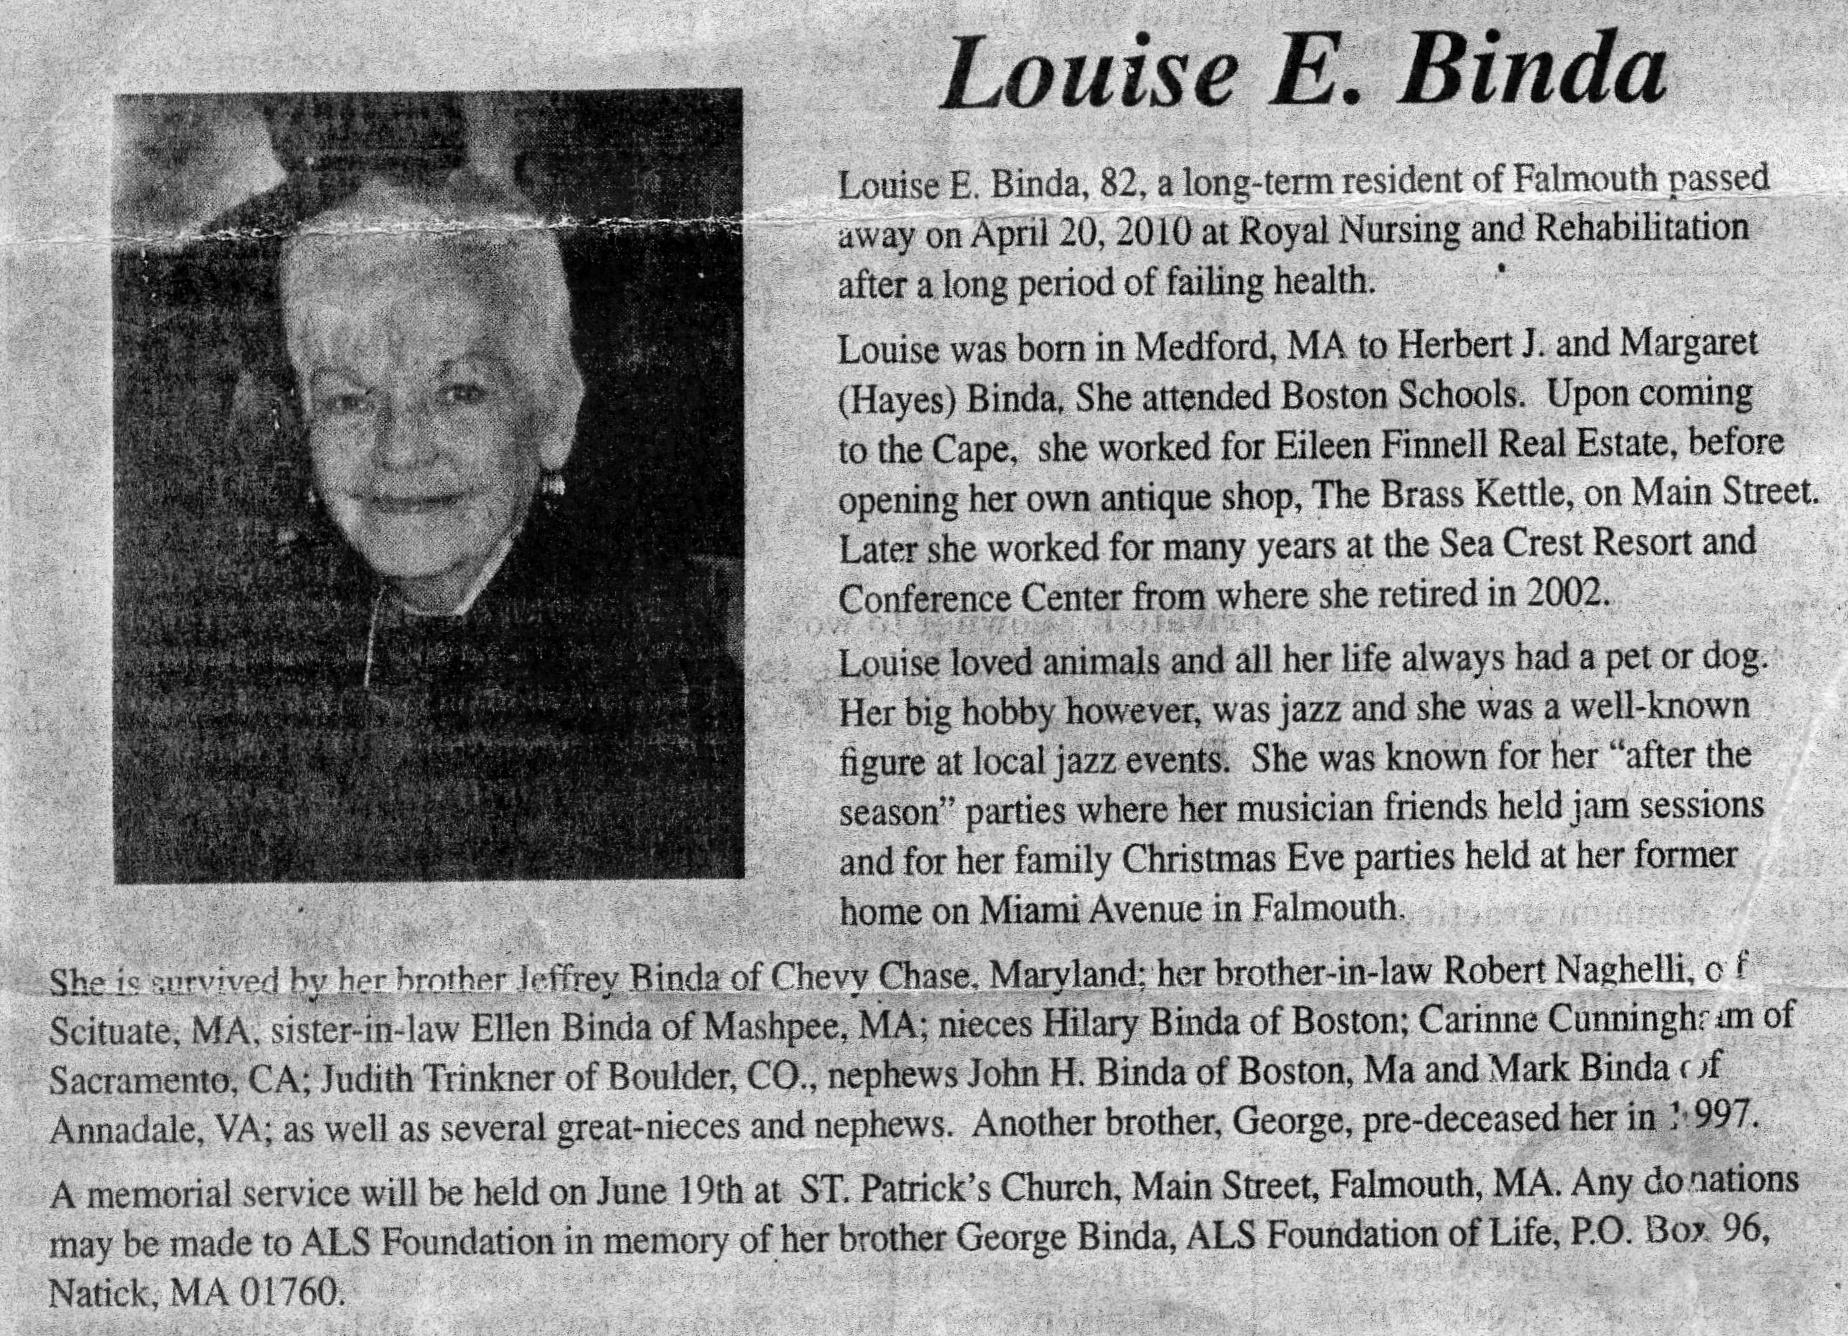 Louise E. Binda
Louise E. Binda, 82, a long-term resident of Falmouth passed
away on April 20, 2010 at Royal Nursing and Rehabilitation
after a long period of failing health.
Louise was born in Medford, MA to Herbert J. and Margaret
(Hayes) Binda. She attended Boston Schools. Upon coming
to the Cape, she worked for Eileen Finnell Real Estate, before
opening her own antique shop, The Brass Kettle, on Main Street.
Later she worked for many years at the Sea Crest Resort and
Conference Center from where she retired in 2002.
Louise loved animals and all her life always had a pet or dog.
Her big hobby however, was jazz and she was a well-known
figure at local jazz events. She was known for her “after the
season” parties where her musician friends held jam sessions
and for her family Christmas Eve parties held at her former
home on Miami Avenue in Falmouth.
She is survived by her brother Jeffrey Binda of Chevy Chase, Maryland; her brother-in-law Robert Naghelli, of
Scituate, MA, sister-in-law Ellen Binda of Mashpee, MA; nieces Hilary Binda of Boston; Carinne Cunningham of
Sacramento, CA; Judith Trinkner of Boulder, CO., nephews John H. Binda of Boston, Ma and Mark Binda of
Annadale, VA; as well as several great-nieces and nephews. Another brother, George, pre-deceased her in 1997.
A memorial service will be held on June 19th at ST. Patrick’s Church, Main Street, Falmouth, MA. Any donations
may be made to ALS Foundation in memory of her brother George Binda, ALS Foundation of Life, P.O. Box 96,
Natick, MA 01760.